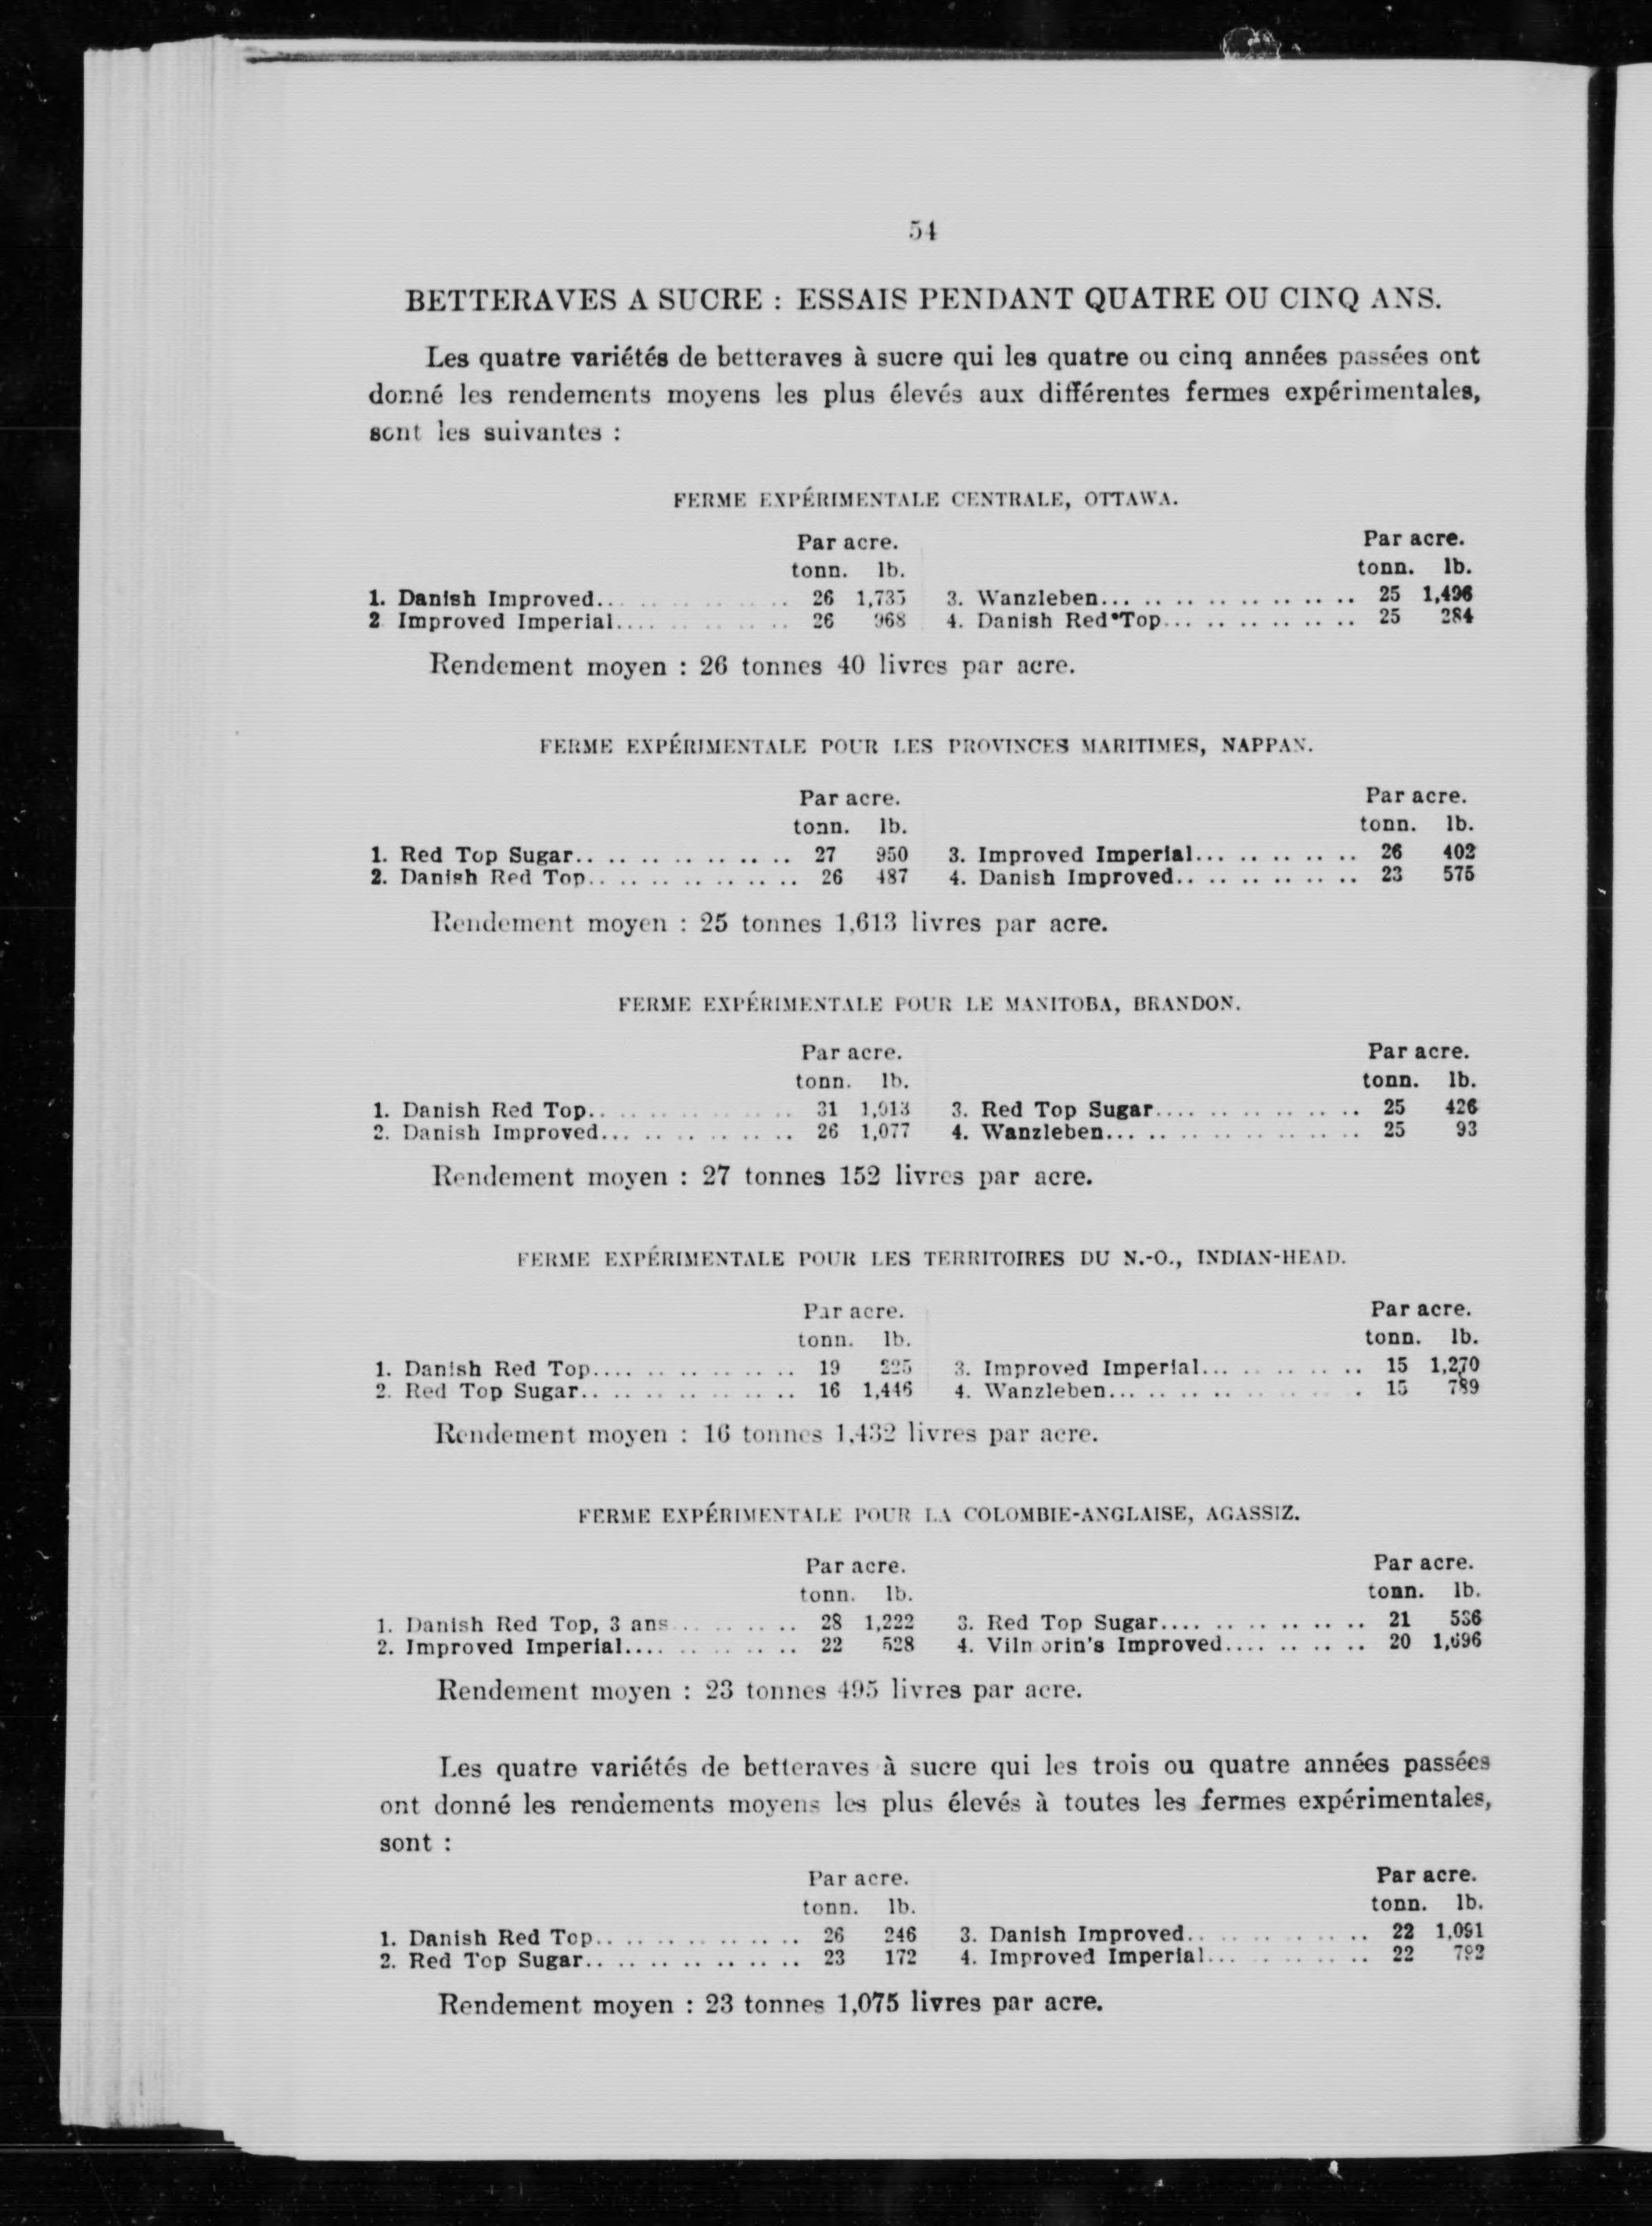 54
BETTERAVES A SUCRE : ESSAIS PENDANT QUATRE OU CINQ ANS.
Les quatre variétés de betteraves à sucre qui les quatre ou cinq années passées ont
donné les rendements moyens les plus élevés aux différentes fermes expérimentales,
sont les suivantes :
FERME EXPÉRIMENTALE CENTRALE, OTTAWA.
Par acre. Par acre.
tonn. lb. tonn. lb.
1. Danish Improved.. .. .. .. .. .. .. .. 26 1,735 3. Wanzleben... .. .. .. .. .. .. .. .. .. 25 1,496
2 Improved Imperial.... .. .. .. .. .. .. 26 968 4. Danish Red Top... .. .. .. .. .. .. .. 25 284
Rendement moyen : 26 tonnes 40 livres par acre.
FERME EXPÉRIMENTALE POUR LES PROVINCES MARITIMES, NAPPAN.
Par acre. Par acre.
tonn. lb. tonn. lb.
1. Red Top Sugar.. .. .. .. .. .. .. .. .. 27 950 3. Improved Imperial... .. .. .. .. .. .. 26 402
2. Danish Red Top.. .. .. .. .. .. .. .. .. 26 487 4. Danish Improved.. .. .. .. .. .. .. .. 23 575
Rendement moyen : 25 tonnes 1,613 livres par acre.
FERME EXPÉRIMENTALE POUR LE MANITOBA, BRANDON.
Par acre. Par acre.
tonn. lb. tonn. lb.
1. Danish Red Top.. .. .. .. .. .. .. .. .. 31 1,013 3. Red Top Sugar.... .. .. .. .. .. .. .. 25 426
2. Danish Improved... .. .. .. .. .. .. .. 26 1,077 4. Wanzleben... .. .. .. .. .. .. .. .. .. 25 93
Rendement moyen : 27 tonnes 152 livres par acre.
FERME EXPÉRIMENTALE POUR LES TERRITOIRES DU N.-O., INDIAN-HEAD.
Par acre. Par acre.
tonn. lb. tonn. lb.
1. Danish Red Top.... .. .. .. .. .. .. .. 19 225 3. Improved Imperial... .. .. .. .. .. .. 15 1,270
2. Red Top Sugar.. .. .. .. .. .. .. .. .. 16 1,446 4. Wanzleben... .. .. .. .. .. .. .. .. .. 15 789
Rendement moyen : 16 tonnes 1,432 livres par acre.
FERME EXPÉRIMENTALE POUR LA COLOMBIE-ANGLAISE, AGASSIZ.
Par acre. Par acre.
tonn. lb. tonn. lb.
1. Danish Red Top, 3 ans .. .. .. .. .. 28 1,222 3. Red Top Sugar.... .. .. .. .. .. .. .. 21 536
2. Improved Imperial.... .. .. .. .. .. .. 22 528 4. Vilmorin's Improved.... .. .. .. .. .. 20 1,696
Rendement moyen : 23 tonnes 495 livres par acre.
Les quatre variétés de betteraves à sucre qui les trois ou quatre années passées
ont donné les rendements moyens les plus élevés à toutes les fermes expérimentales,
sont :
Par acre. Par acre.
tonn. lb. tonn. lb.
1. Danish Red Top.. .. .. .. .. .. .. .. .. 26 246 3. Danish Improved.. .. .. .. .. .. .. .. 22 1,091
2. Red Top Sugar.. .. .. .. .. .. .. .. .. 23 172 4. Improved Imperial... .. .. .. .. .. .. 22 792
Rendement moyen : 23 tonnes 1,075 livres par acre.